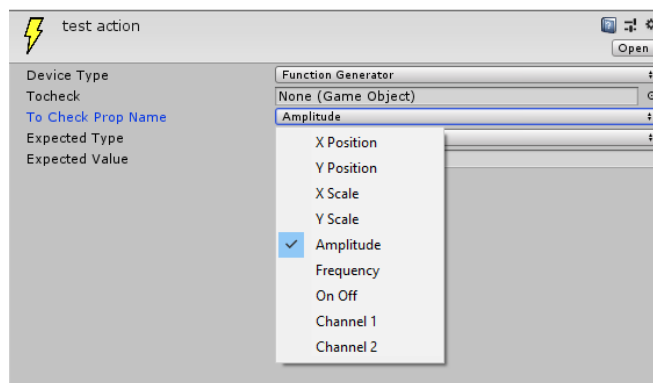 test action
Open
Device Type Function Generator
Tocheck None (Game Object)
To Check Prop Name Amplitude
Expected Type
Expected Value
X Position
Y Position
X Scale
Y Scale
Amplitude
Frequency
On Off
Channel 1
Channel 2